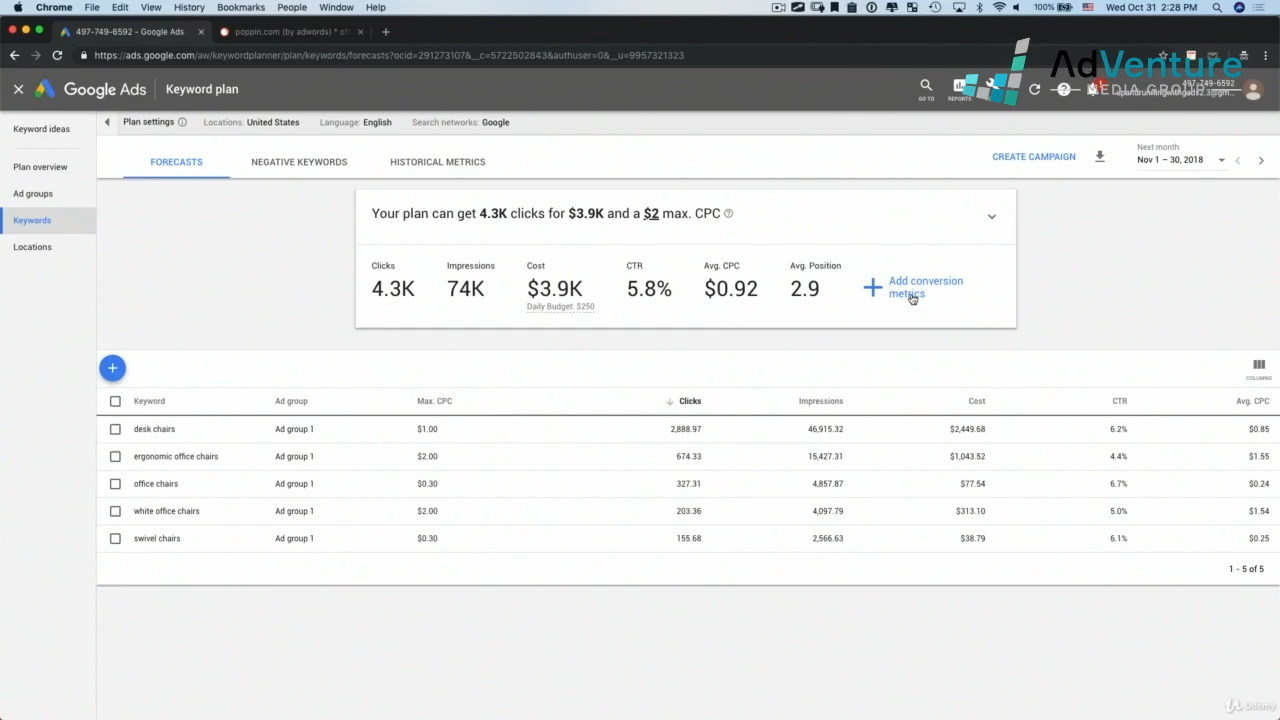 Chrome File Edit View History Bookmarks People Window Help 100% Wed Oct 31 2:28 PM
497-749-6592 - Google Ads poppin.com (by adwords) * of
https://ads.google.com/aw/keywordplanner/plan/keywords/forecasts?ocid=291273107&__c=5722502843&authuser=0&__u=9957321323
AdVenture
MEDIA GROUP
Google Ads Keyword plan GO TO REPORTS 497-749-6592
Keyword ideas
Plan overview
Ad groups
Keywords
Locations
Plan settings Locations: United States Language: English Search networks: Google
FORECASTS NEGATIVE KEYWORDS HISTORICAL METRICS CREATE CAMPAIGN
Next month
Nov 1 – 30, 2018
Your plan can get 4.3K clicks for $3.9K and a $2 max. CPC
Clicks Impressions Cost CTR Avg. CPC Avg. Position
4.3K 74K $3.9K 5.8% $0.92 2.9
Daily Budget: $250
Add conversion
metrics
COLUMNS
Keyword Ad group Max. CPC Clicks Impressions Cost CTR Avg. CPC
desk chairs Ad group 1 $1.00 2,888.97 46,915.32 $2,449.68 6.2% $0.85
ergonomic office chairs Ad group 1 $2.00 674.33 15,427.31 $1,043.52 4.4% $1.55
office chairs Ad group 1 $0.30 327.31 4,857.87 $77.54 6.7% $0.24
white office chairs Ad group 1 $2.00 203.36 4,097.79 $313.10 5.0% $1.54
swivel chairs Ad group 1 $0.30 155.68 2,566.63 $38.79 6.1% $0.25
1 - 5 of 5
Udemy